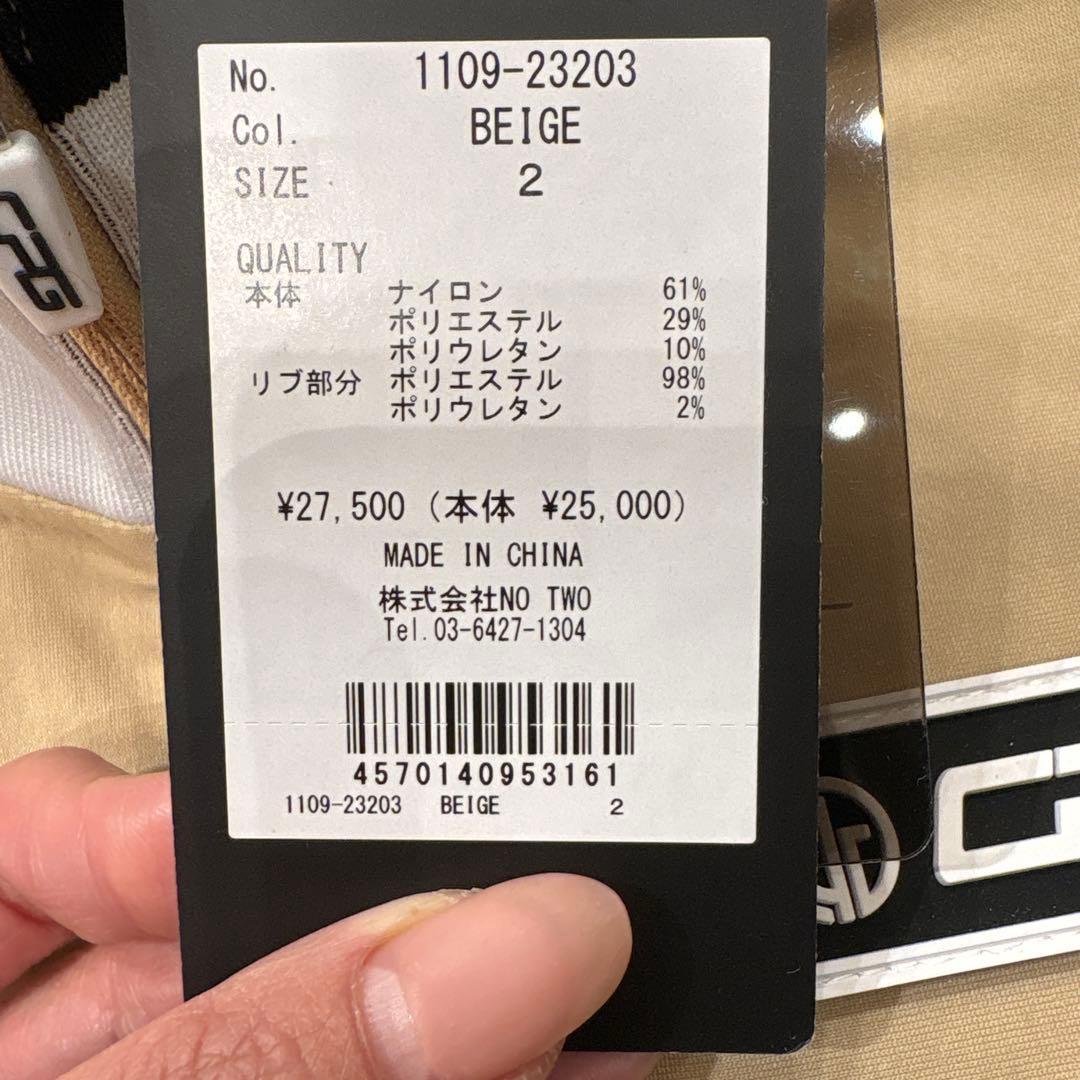 No. 1109-23203
Col. BEIGE
SIZE 2
QUALITY
本体 ナイロン 61%
ポリエステル 29%
ポリウレタン 10%
リブ部分 ポリエステル 98%
ポリウレタン 2%
¥27,500 (本体 ¥25,000)
MADE IN CHINA
株式会社NO TWO
Tel.03-6427-1304
4570140953161
1109-23203 BEIGE 2